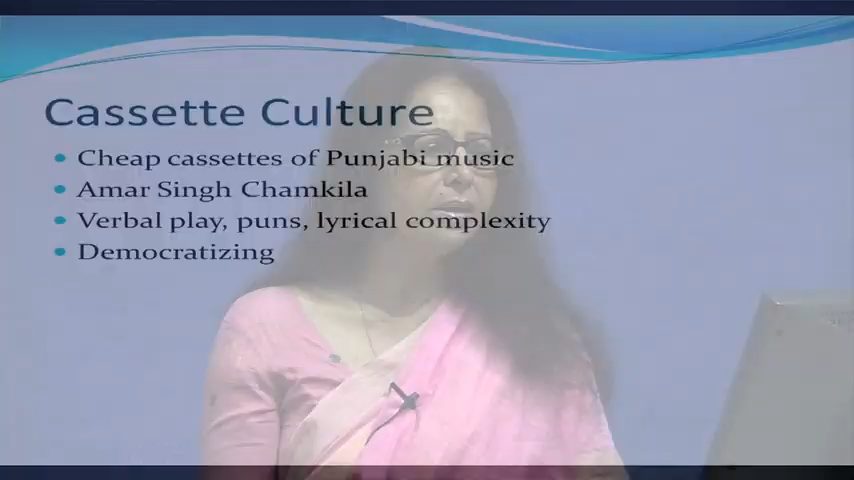 Cassette Culture
Cheap cassettes of Punjabi music
Amar Singh Chamkila
Verbal play, puns, lyrical complexity
Democratizing